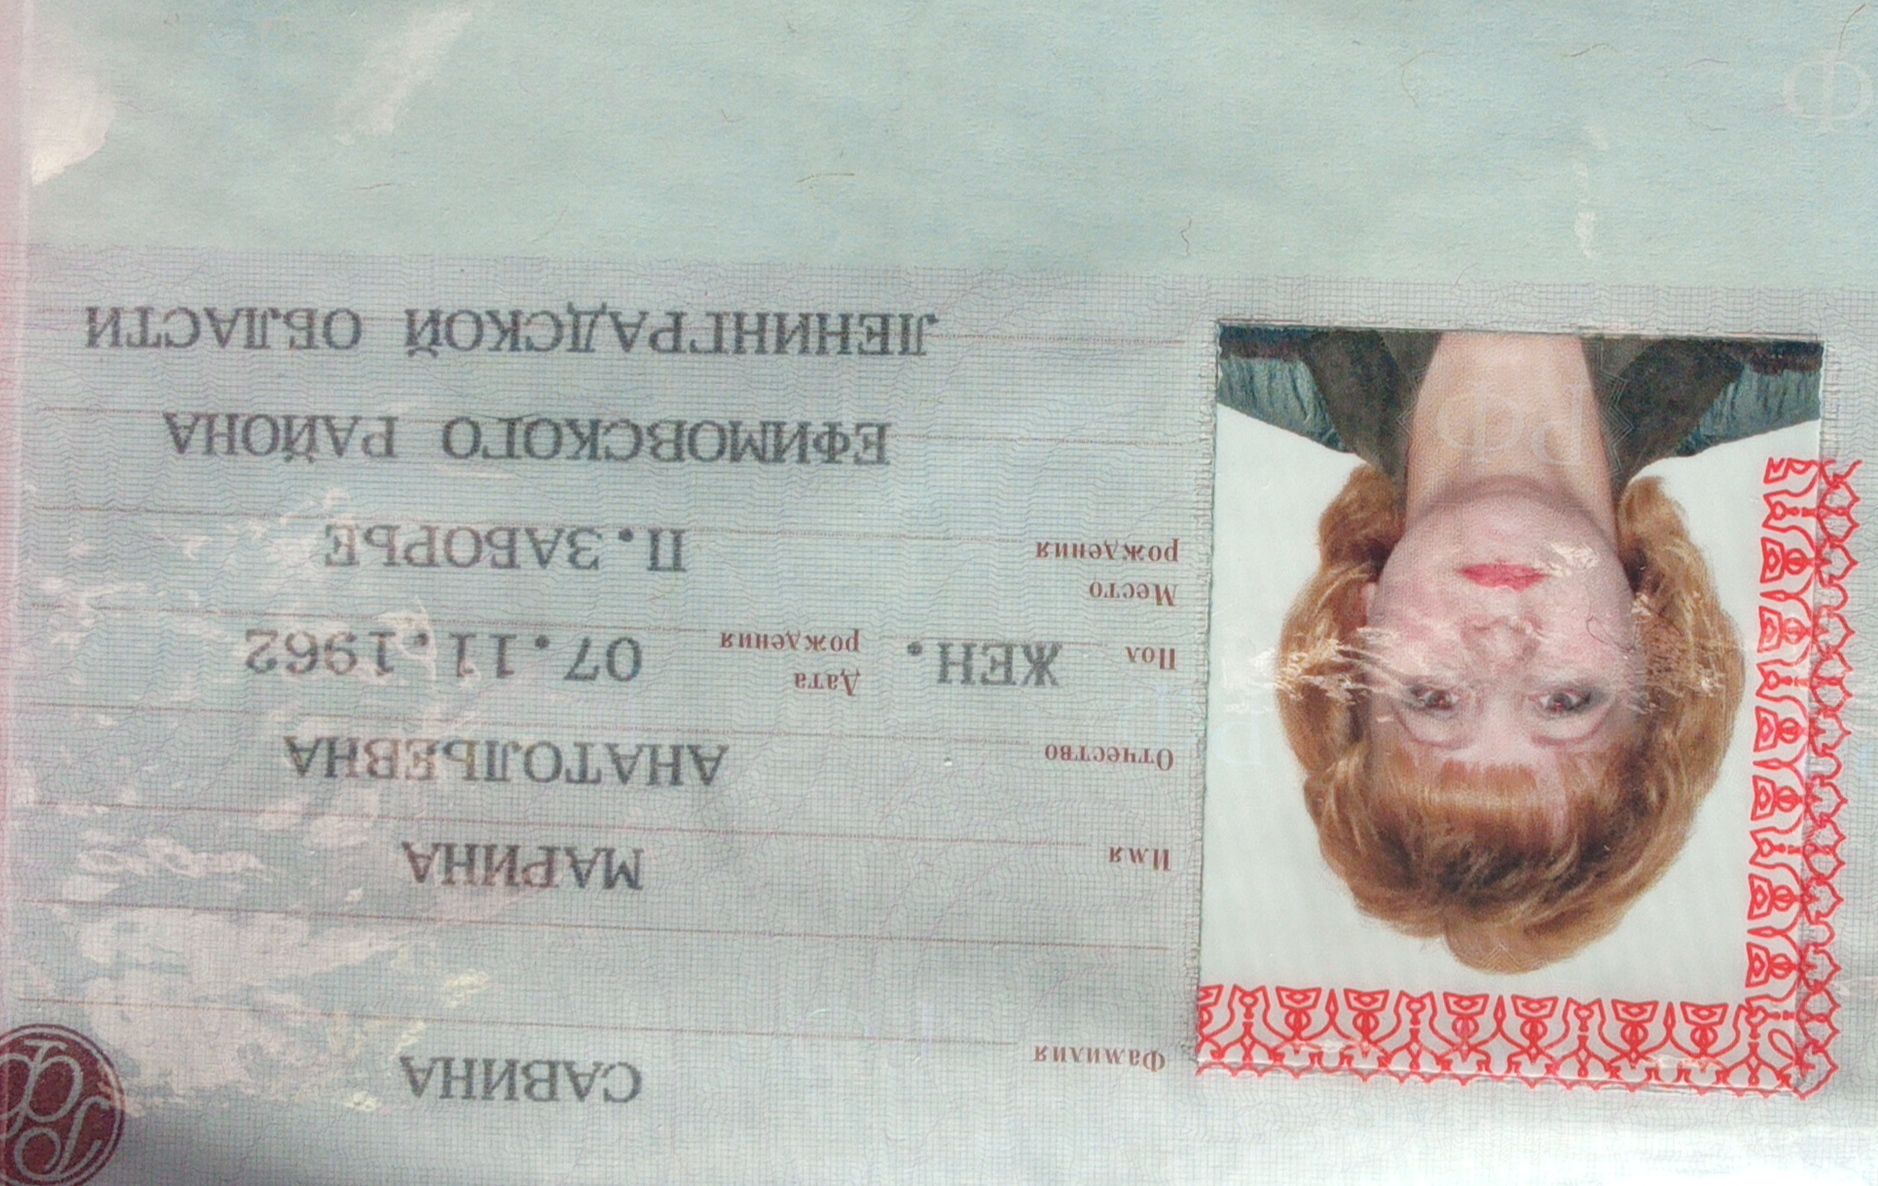 Фамилия САВИНА
Имя МАРИНА
Отчество АНАТОЛЬЕВНА
Пол ЖЕН. Дата рождения 07.11.1962
Место рождения П.ЗАБОРЬЕ
ЕФИМОВСКОГО РАЙОНА
ЛЕНИНГРАДСКОЙ ОБЛАСТИ
РФ